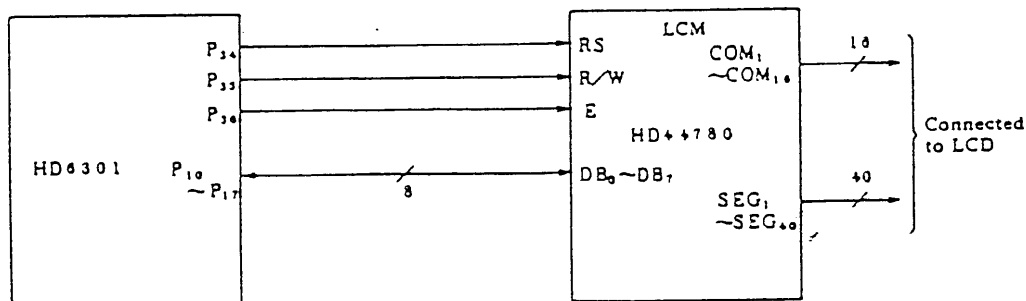 HD6301
P₃₄
P₃₅
P₃₆
P₁₀
～P₁₇
8
LCM
RS
R/W
E
HD44780
DB₀～DB₇
COM₁
～COM₁₆
SEG₁
～SEG₄₀
16
40
Connected
to LCD